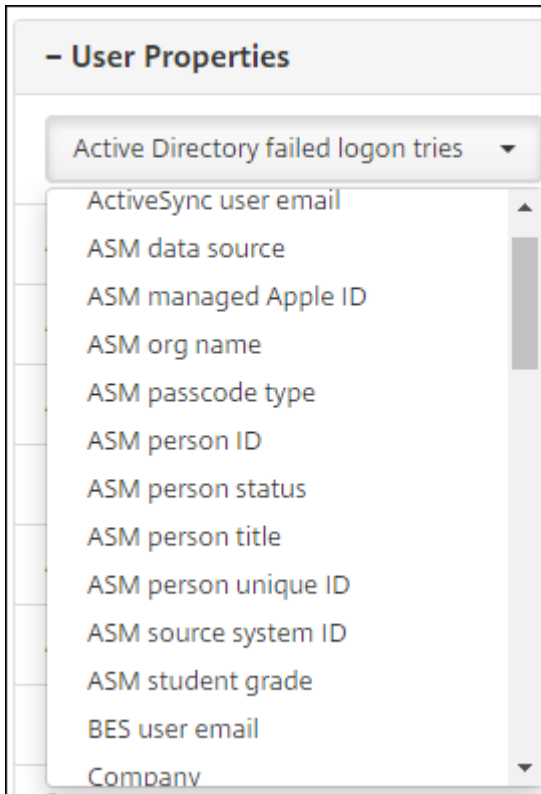 – User Properties
Active Directory failed logon tries
ActiveSync user email
ASM data source
ASM managed Apple ID
ASM org name
ASM passcode type
ASM person ID
ASM person status
ASM person title
ASM person unique ID
ASM source system ID
ASM student grade
BES user email
Company